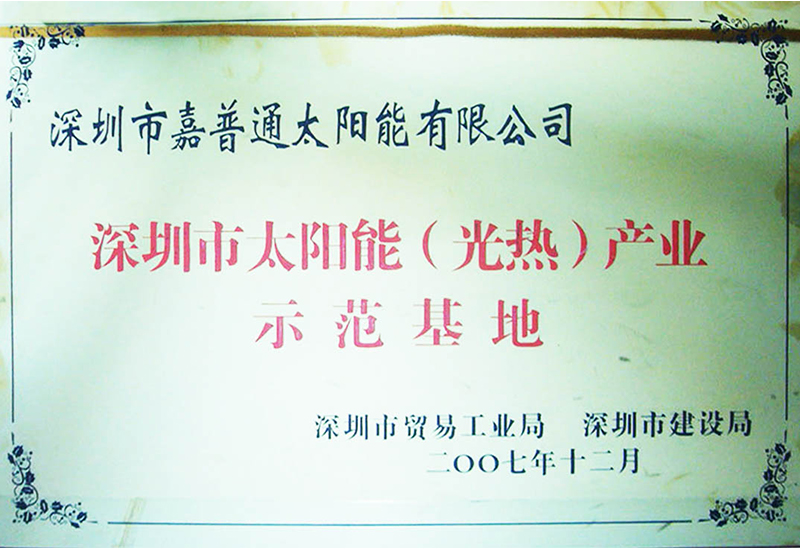 深圳市嘉普通太阳能有限公司
深圳市太阳能（光热）产业
示范基地
深圳市贸易工业局 深圳市建设局
二〇〇七年十二月